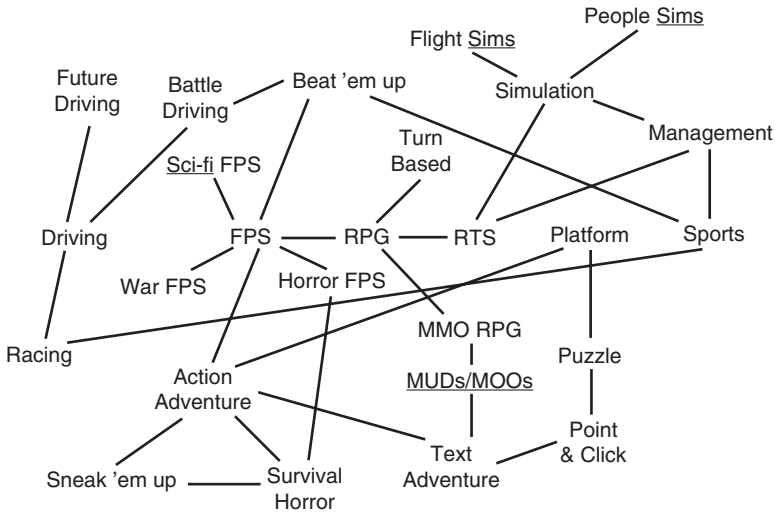 People Sims
Flight Sims
Future
Driving
Battle
Driving
Beat ’em up
Simulation
Management
Turn
Based
Sci-fi FPS
Driving
FPS
RPG
RTS
Platform
Sports
War FPS
Horror FPS
MMO RPG
Racing
Puzzle
Action
Adventure
MUDs/MOOs
Point
& Click
Text
Adventure
Sneak ’em up
Survival
Horror